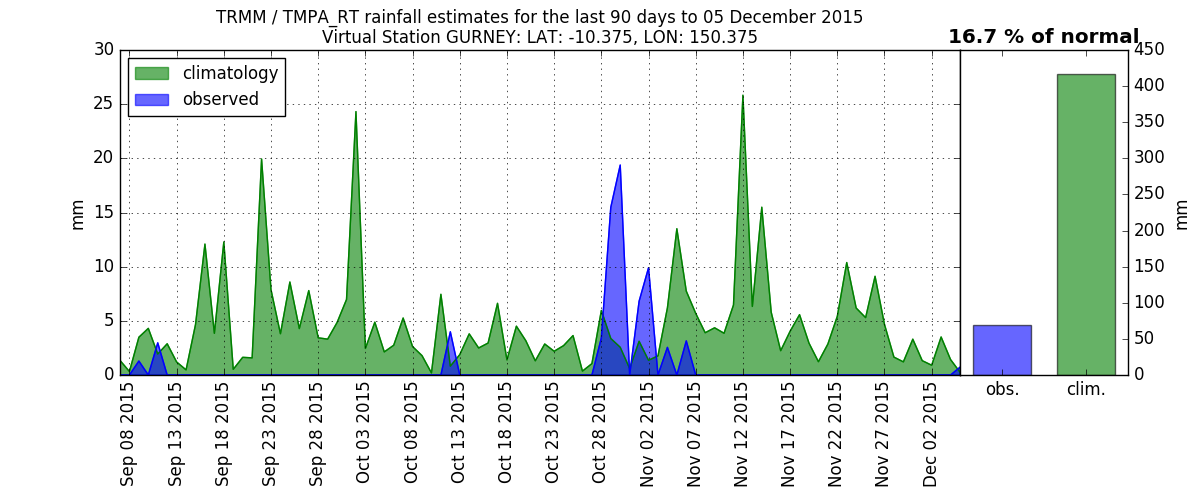 TRMM / TMPA_RT rainfall estimates for the last 90 days to 05 December 2015
Virtual Station GURNEY: LAT: -10.375, LON: 150.375
16.7 % of normal
climatology
observed
30
25
20
15
10
5
0
mm
Sep 08 2015
Sep 13 2015
Sep 18 2015
Sep 23 2015
Sep 28 2015
Oct 03 2015
Oct 08 2015
Oct 13 2015
Oct 18 2015
Oct 23 2015
Oct 28 2015
Nov 02 2015
Nov 07 2015
Nov 12 2015
Nov 17 2015
Nov 22 2015
Nov 27 2015
Dec 02 2015
450
400
350
300
250
200
150
100
50
0
mm
obs.
clim.